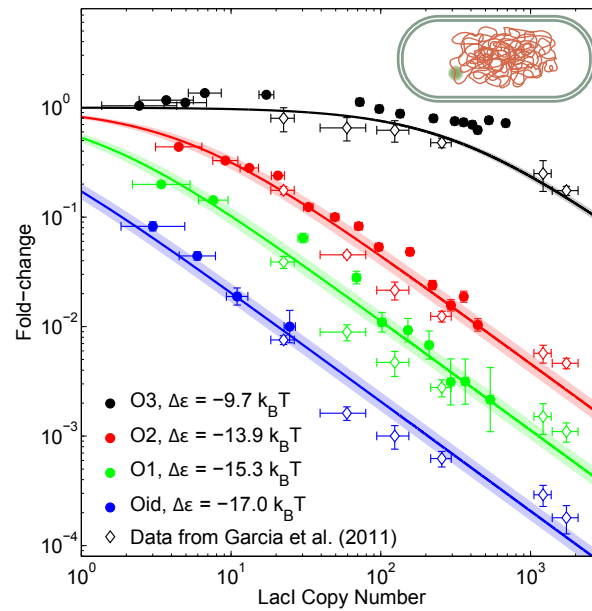 10^0
10^-1
10^-2
10^-3
10^-4
Fold-change
O3, Δε = −9.7 k_BT
O2, Δε = −13.9 k_BT
O1, Δε = −15.3 k_BT
Oid, Δε = −17.0 k_BT
Data from Garcia et al. (2011)
10^0 10^1 10^2 10^3
LacI Copy Number